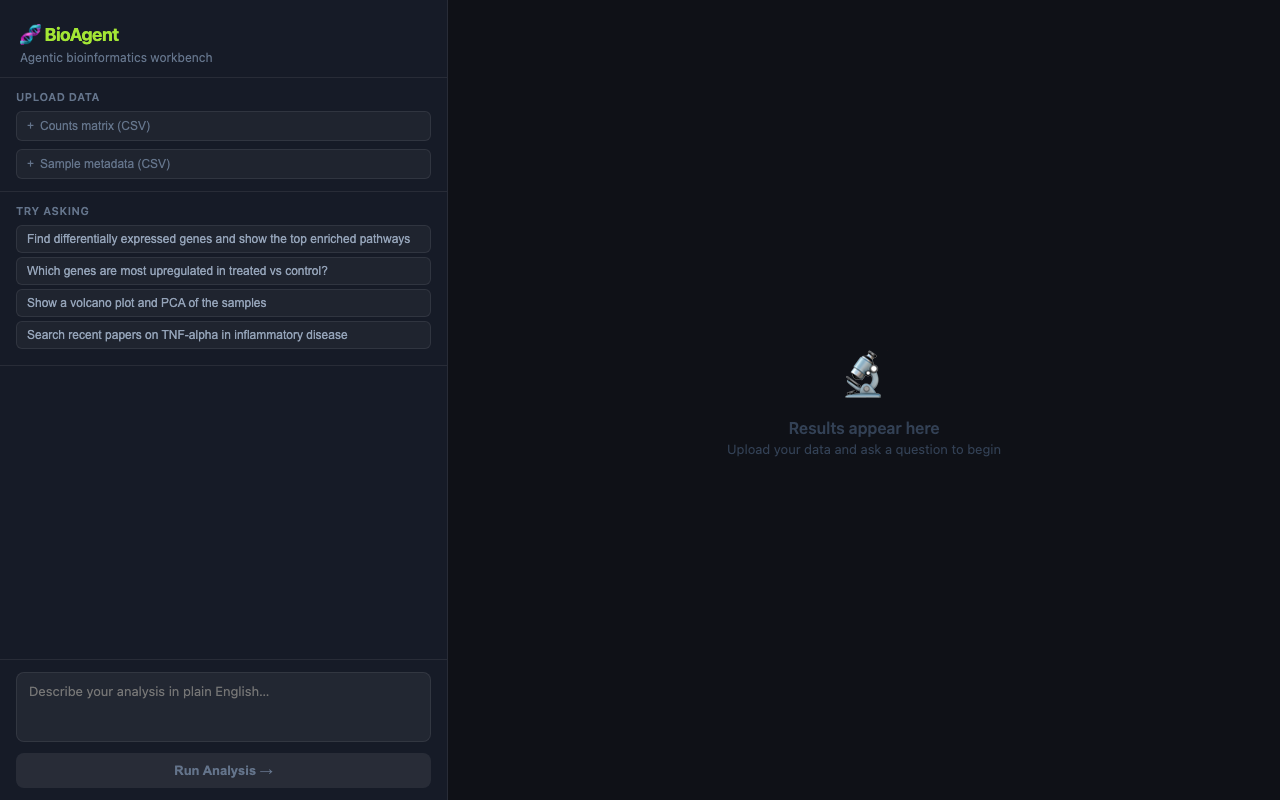 BioAgent
Agentic bioinformatics workbench
UPLOAD DATA
+ Counts matrix (CSV)
+ Sample metadata (CSV)
TRY ASKING
Find differentially expressed genes and show the top enriched pathways
Which genes are most upregulated in treated vs control?
Show a volcano plot and PCA of the samples
Search recent papers on TNF-alpha in inflammatory disease
Results appear here
Upload your data and ask a question to begin
Describe your analysis in plain English...
Run Analysis →